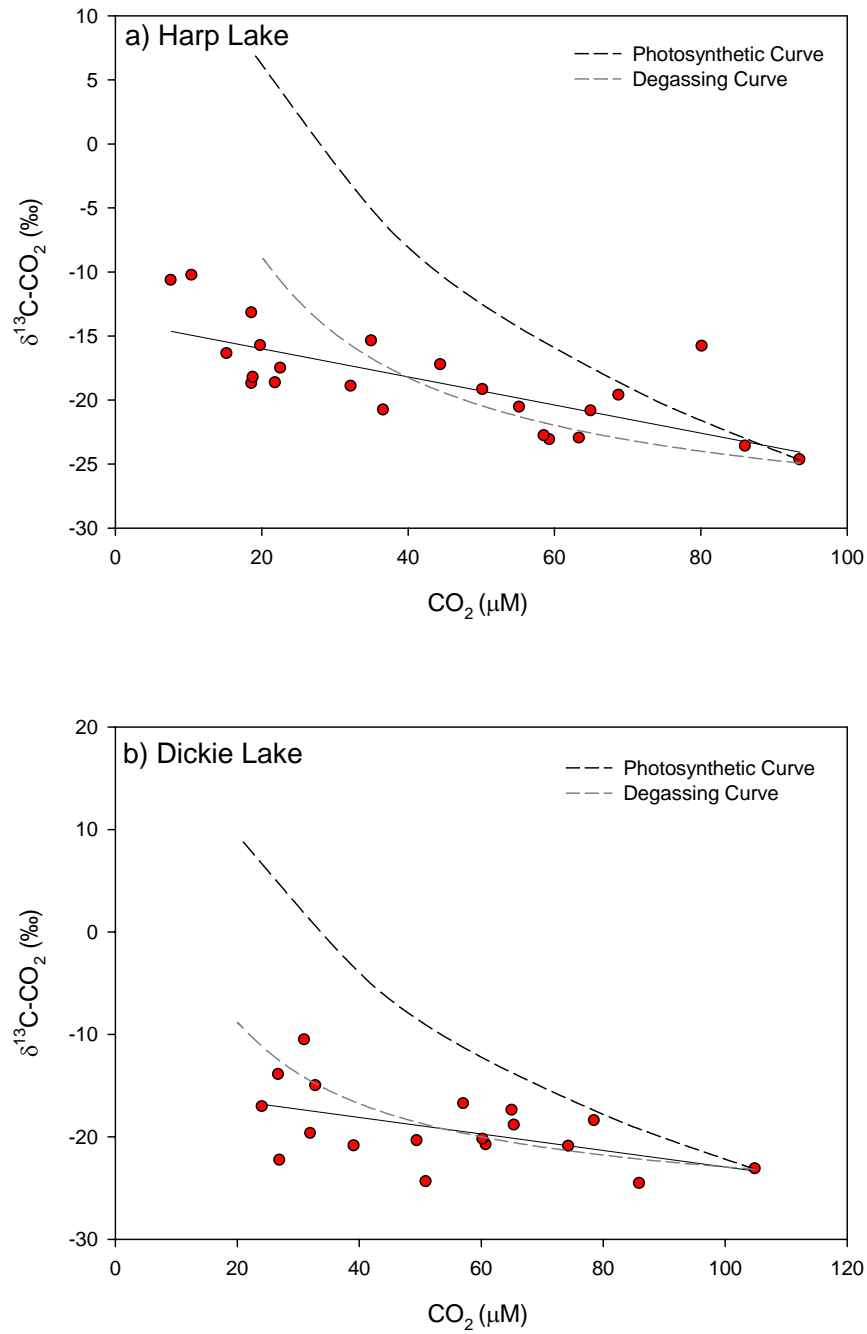 a) Harp Lake
Photosynthetic Curve
Degassing Curve
10
5
0
-5
-10
-15
-20
-25
-30
δ¹³C-CO₂ (‰)
0 20 40 60 80 100
CO₂ (μM)
b) Dickie Lake
Photosynthetic Curve
Degassing Curve
20
10
0
-10
-20
-30
δ¹³C-CO₂ (‰)
0 20 40 60 80 100 120
CO₂ (μM)